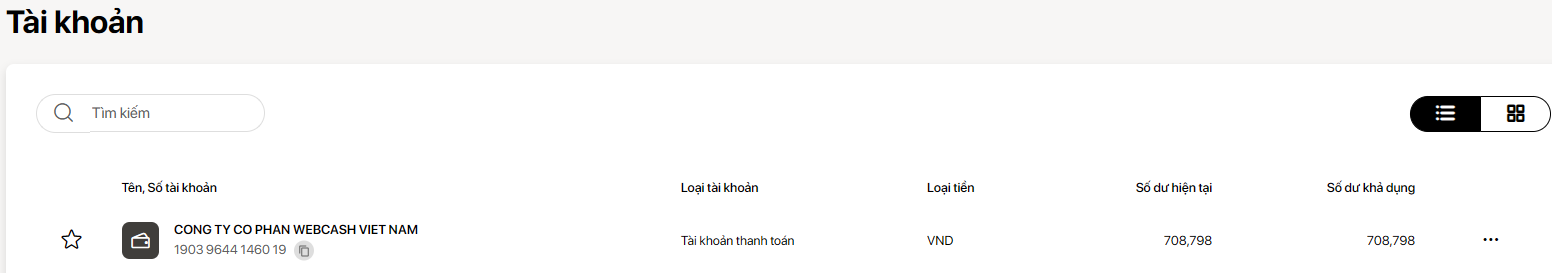 Tài khoản
Tìm kiếm
Tên, Số tài khoản Loại tài khoản Loại tiền Số dư hiện tại Số dư khả dụng
CONG TY CO PHAN WEBCASH VIET NAM
1903 9644 1460 19 Tài khoản thanh toán VND 708,798 708,798